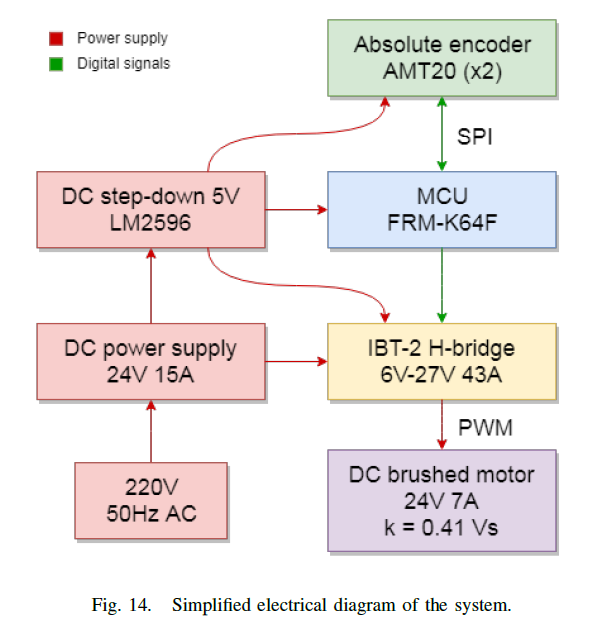 Power supply
Digital signals
Absolute encoder
AMT20 (x2)
SPI
DC step-down 5V
LM2596
MCU
FRM-K64F
DC power supply
24V 15A
IBT-2 H-bridge
6V-27V 43A
PWM
220V
50Hz AC
DC brushed motor
24V 7A
k = 0.41 Vs
Fig. 14. Simplified electrical diagram of the system.